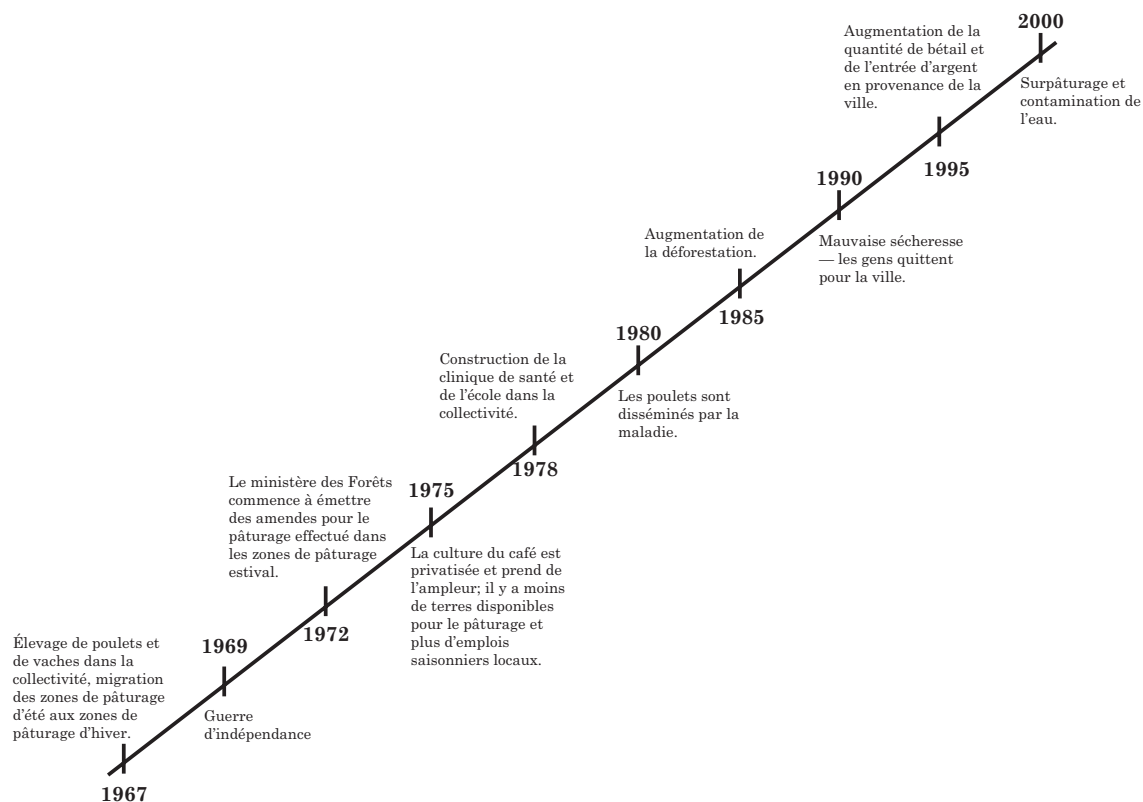 Élevage de poulets et
de vaches dans la
collectivité, migration
des zones de pâturage
d'été aux zones de
pâturage d'hiver.
1967
1969
Guerre
d'indépendance
Le ministère des Forêts
commence à émettre
des amendes pour le
pâturage effectué dans
les zones de pâturage
estival.
1972
1975
La culture du café est
privatisée et prend de
l'ampleur; il y a moins
de terres disponibles
pour le pâturage et
plus d'emplois
saisonniers locaux.
Construction de la
clinique de santé et
de l'école dans la
collectivité.
1978
1980
Les poulets sont
disséminés par la
maladie.
Augmentation de
la déforestation.
1985
1990
Mauvaise sécheresse
— les gens quittent
pour la ville.
Augmentation de la
quantité de bétail et
de l'entrée d'argent
en provenance de la
ville.
1995
2000
Surpâturage et
contamination de
l'eau.